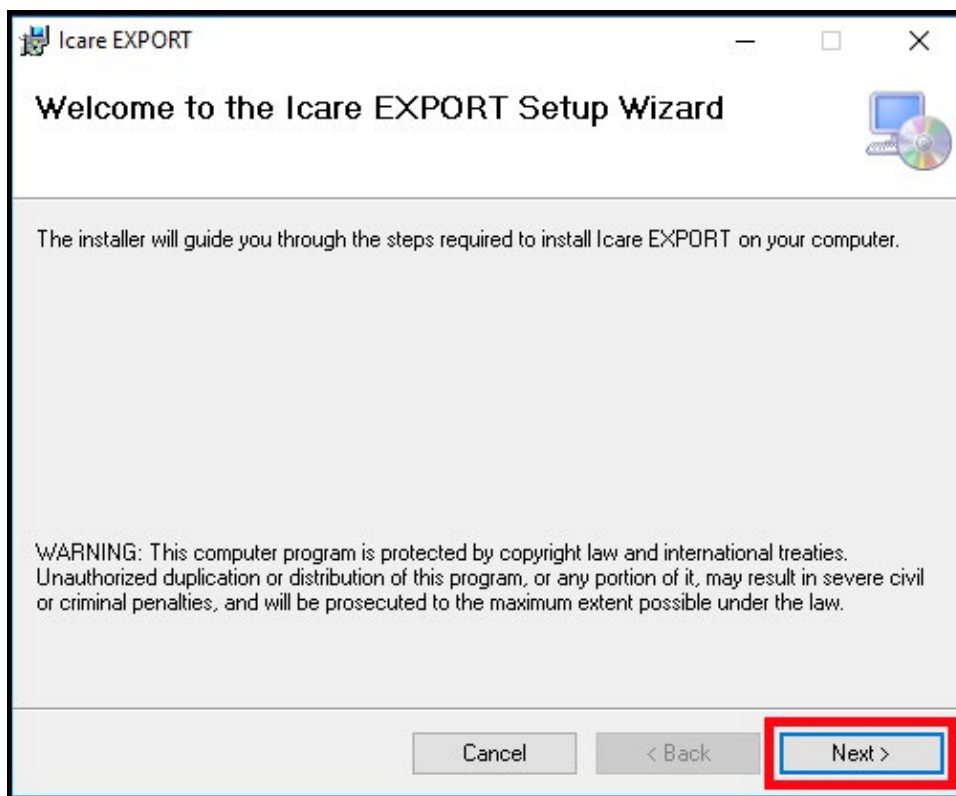 Icare EXPORT
Welcome to the Icare EXPORT Setup Wizard
The installer will guide you through the steps required to install Icare EXPORT on your computer.
WARNING: This computer program is protected by copyright law and international treaties.
Unauthorized duplication or distribution of this program, or any portion of it, may result in severe civil
or criminal penalties, and will be prosecuted to the maximum extent possible under the law.
Cancel
< Back
Next >